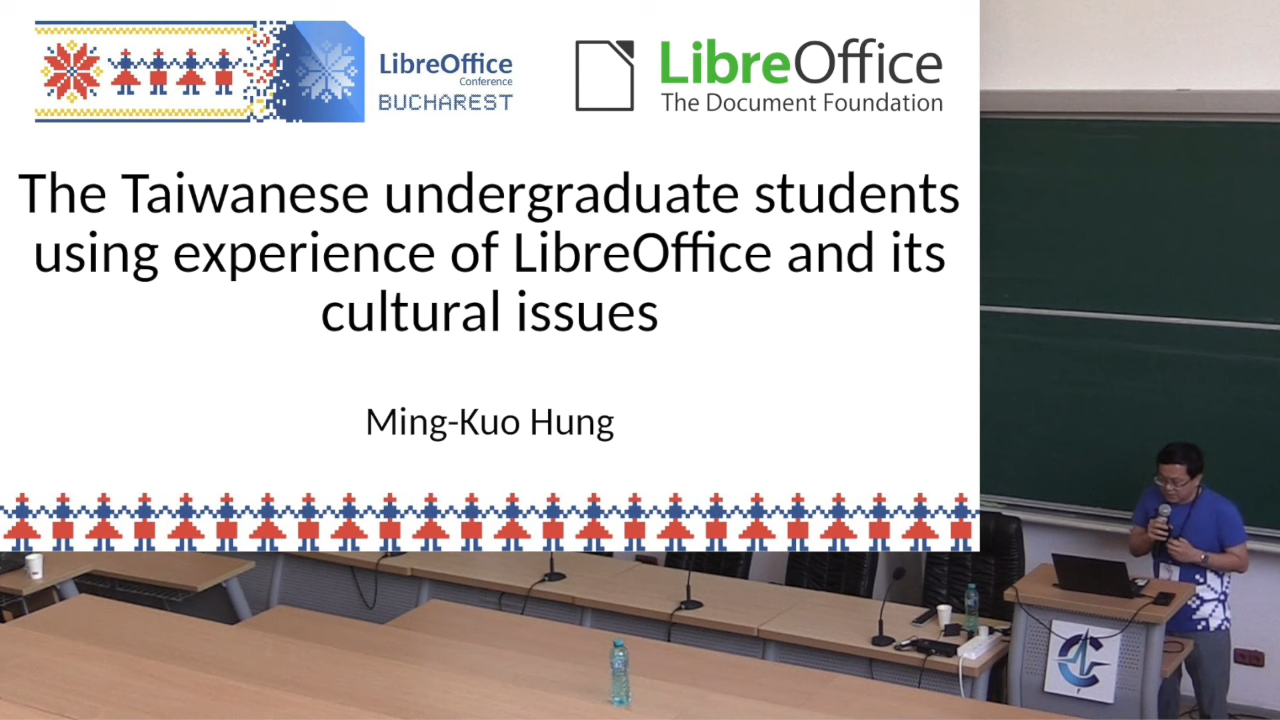 LibreOffice
Conference
BUCHAREST
LibreOffice
The Document Foundation
The Taiwanese undergraduate students
using experience of LibreOffice and its
cultural issues
Ming-Kuo Hung